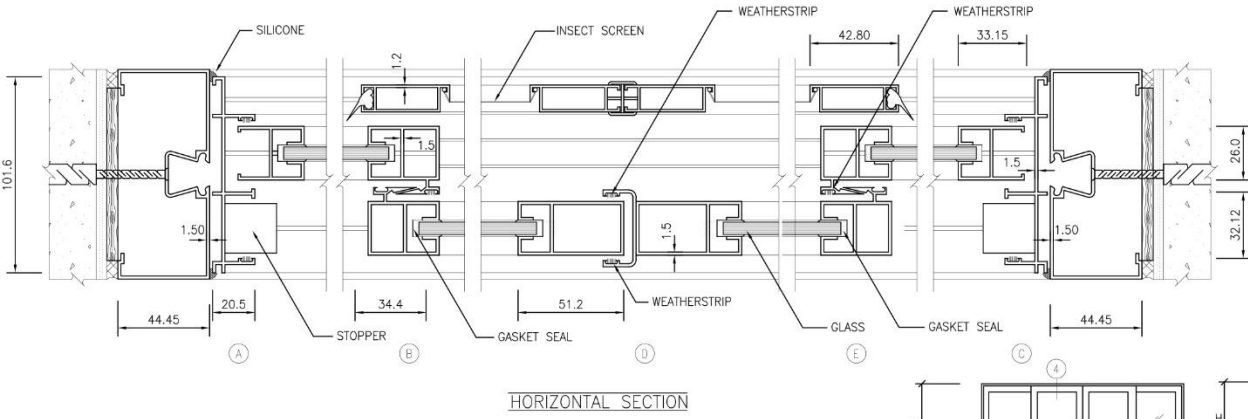 WEATHERSTRIP
WEATHERSTRIP
SILICONE
INSECT SCREEN
42.80
33.15
1.2
101.6
1.5
1.5
26.0
32.12
1.50
1.5
1.50
WEATHERSTRIP
20.5
34.4
51.2
44.45
44.45
STOPPER
GASKET SEAL
GLASS
GASKET SEAL
A
B
D
E
C
4
HORIZONTAL SECTION